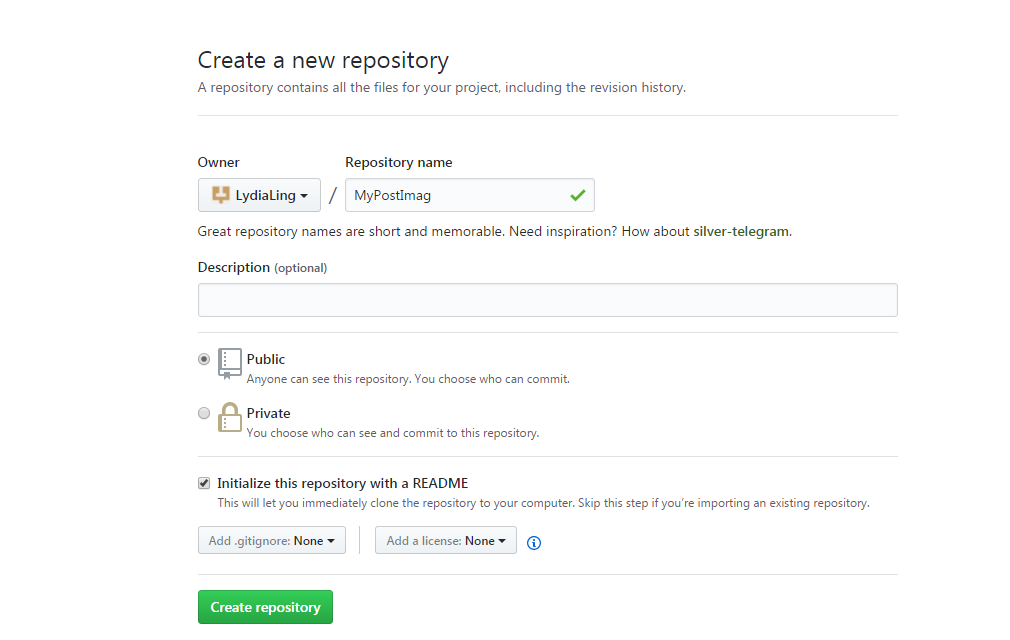 Create a new repository
A repository contains all the files for your project, including the revision history.
Owner
Repository name
LydiaLing
/
MyPostImag
Great repository names are short and memorable. Need inspiration? How about silver-telegram.
Description (optional)
Public
Anyone can see this repository. You choose who can commit.
Private
You choose who can see and commit to this repository.
Initialize this repository with a README
This will let you immediately clone the repository to your computer. Skip this step if you’re importing an existing repository.
Add .gitignore: None
Add a license: None
Create repository